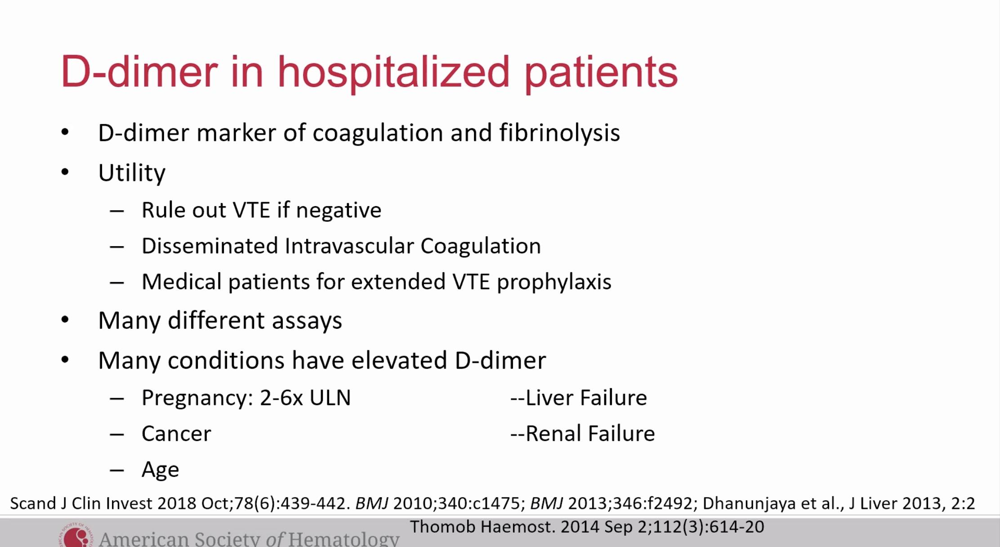 D-dimer in hospitalized patients
• D-dimer marker of coagulation and fibrinolysis
• Utility
– Rule out VTE if negative
– Disseminated Intravascular Coagulation
– Medical patients for extended VTE prophylaxis
• Many different assays
• Many conditions have elevated D-dimer
– Pregnancy: 2-6x ULN --Liver Failure
– Cancer --Renal Failure
– Age
Scand J Clin Invest 2018 Oct;78(6):439-442. BMJ 2010;340:c1475; BMJ 2013;346:f2492; Dhanunjaya et al., J Liver 2013, 2:2
Thomob Haemost. 2014 Sep 2;112(3):614-20
American Society of Hematology